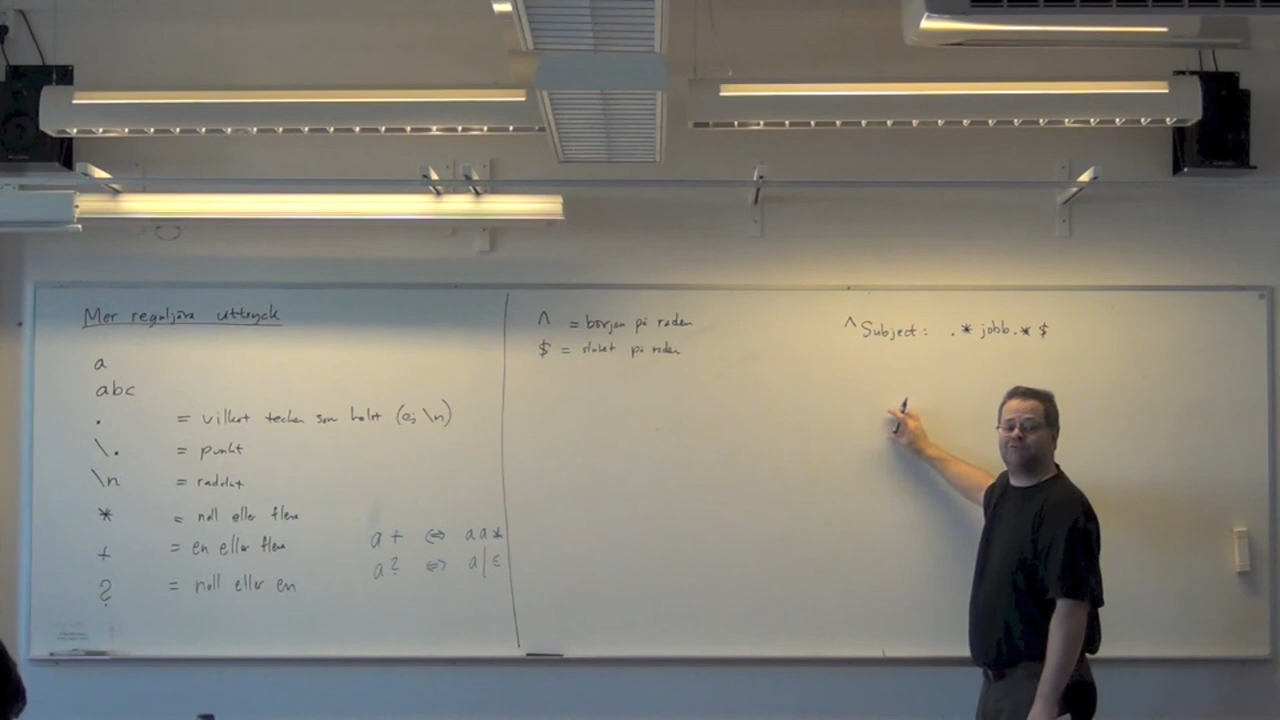 Mer reguljära uttryck
a
abc
. = vilket tecken som helst (ej \n)
\. = punkt
\n = radslut
* = noll eller flera
+ = en eller flera
? = noll eller en
a+ ⇔ aa*
a? ⇔ a|ε
^ = början på raden
$ = slutet på raden
^Subject: .*jobb.*$